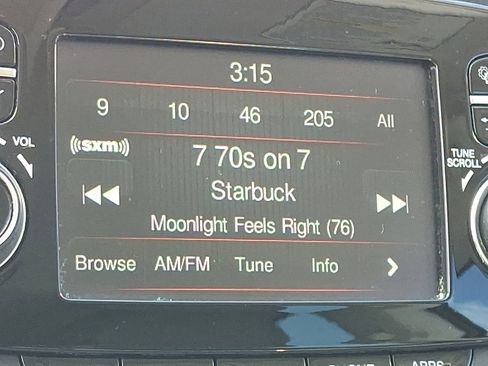 3:15
9 10 46 205 All
VOL ((sxm)) 7 70s on 7 TUNE
SCROLL
Starbuck
Moonlight Feels Right (76)
Browse AM/FM Tune Info
APPS